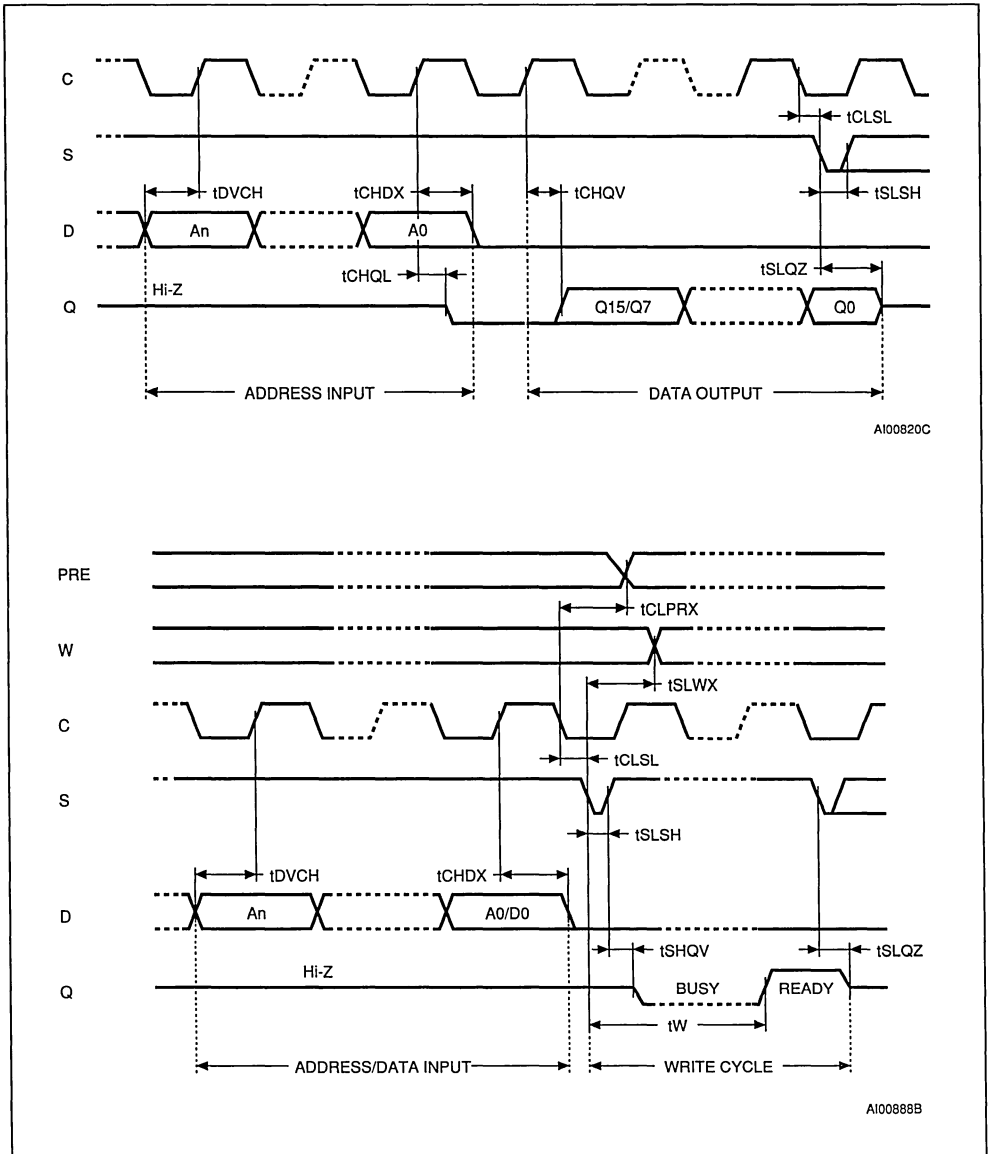 C
tCLSL
S
tDVCH
tCHDX
tCHQV
tSLSH
D
An
A0
tCHQL
tSLQZ
Hi-Z
Q
Q15/Q7
Q0
ADDRESS INPUT
DATA OUTPUT
AI00820C
PRE
tCLPRX
W
tSLWX
C
tCLSL
S
tSLSH
tDVCH
tCHDX
D
An
A0/D0
tSHQV
tSLQZ
Hi-Z
Q
BUSY
READY
tW
ADDRESS/DATA INPUT
WRITE CYCLE
AI00888B